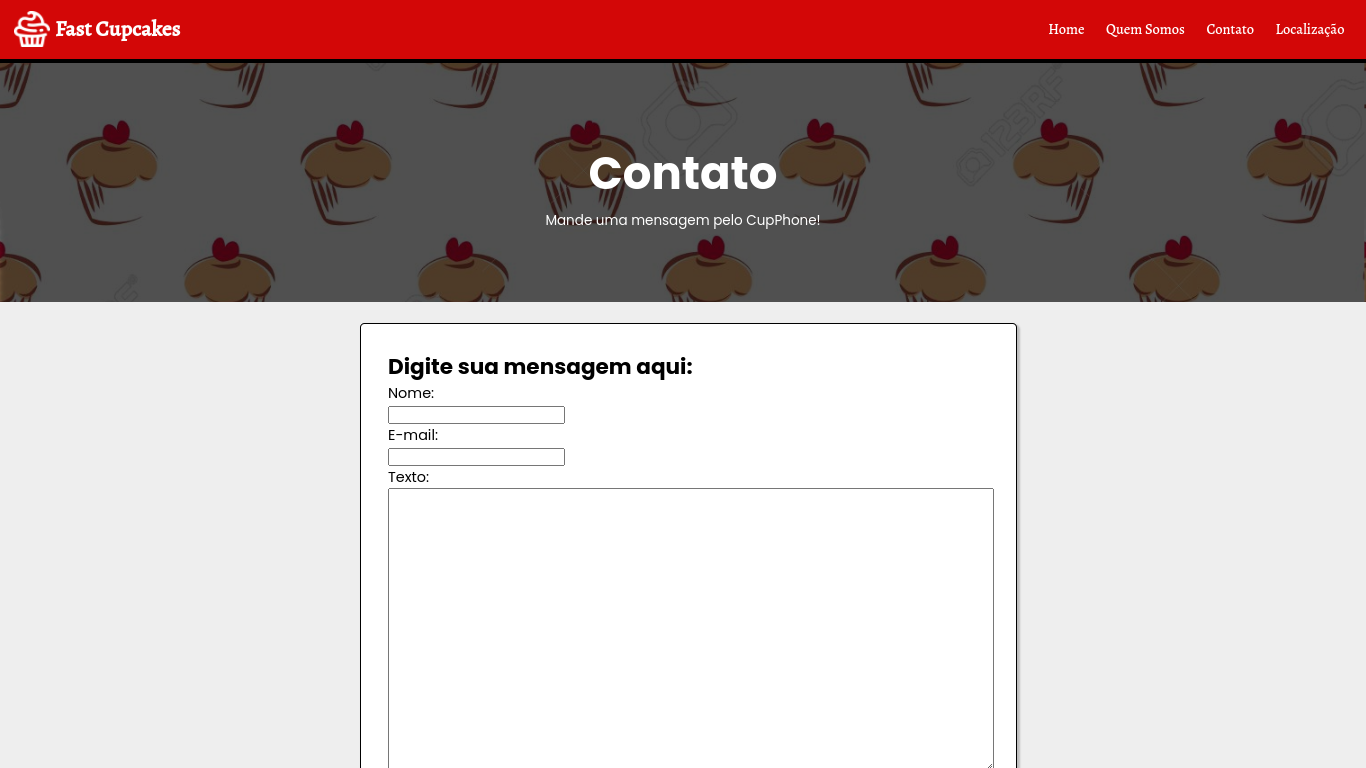 Fast Cupcakes
Home
Quem Somos
Contato
Localização
123RF
Contato
Mande uma mensagem pelo CupPhone!
Digite sua mensagem aqui:
Nome:
E-mail:
Texto: